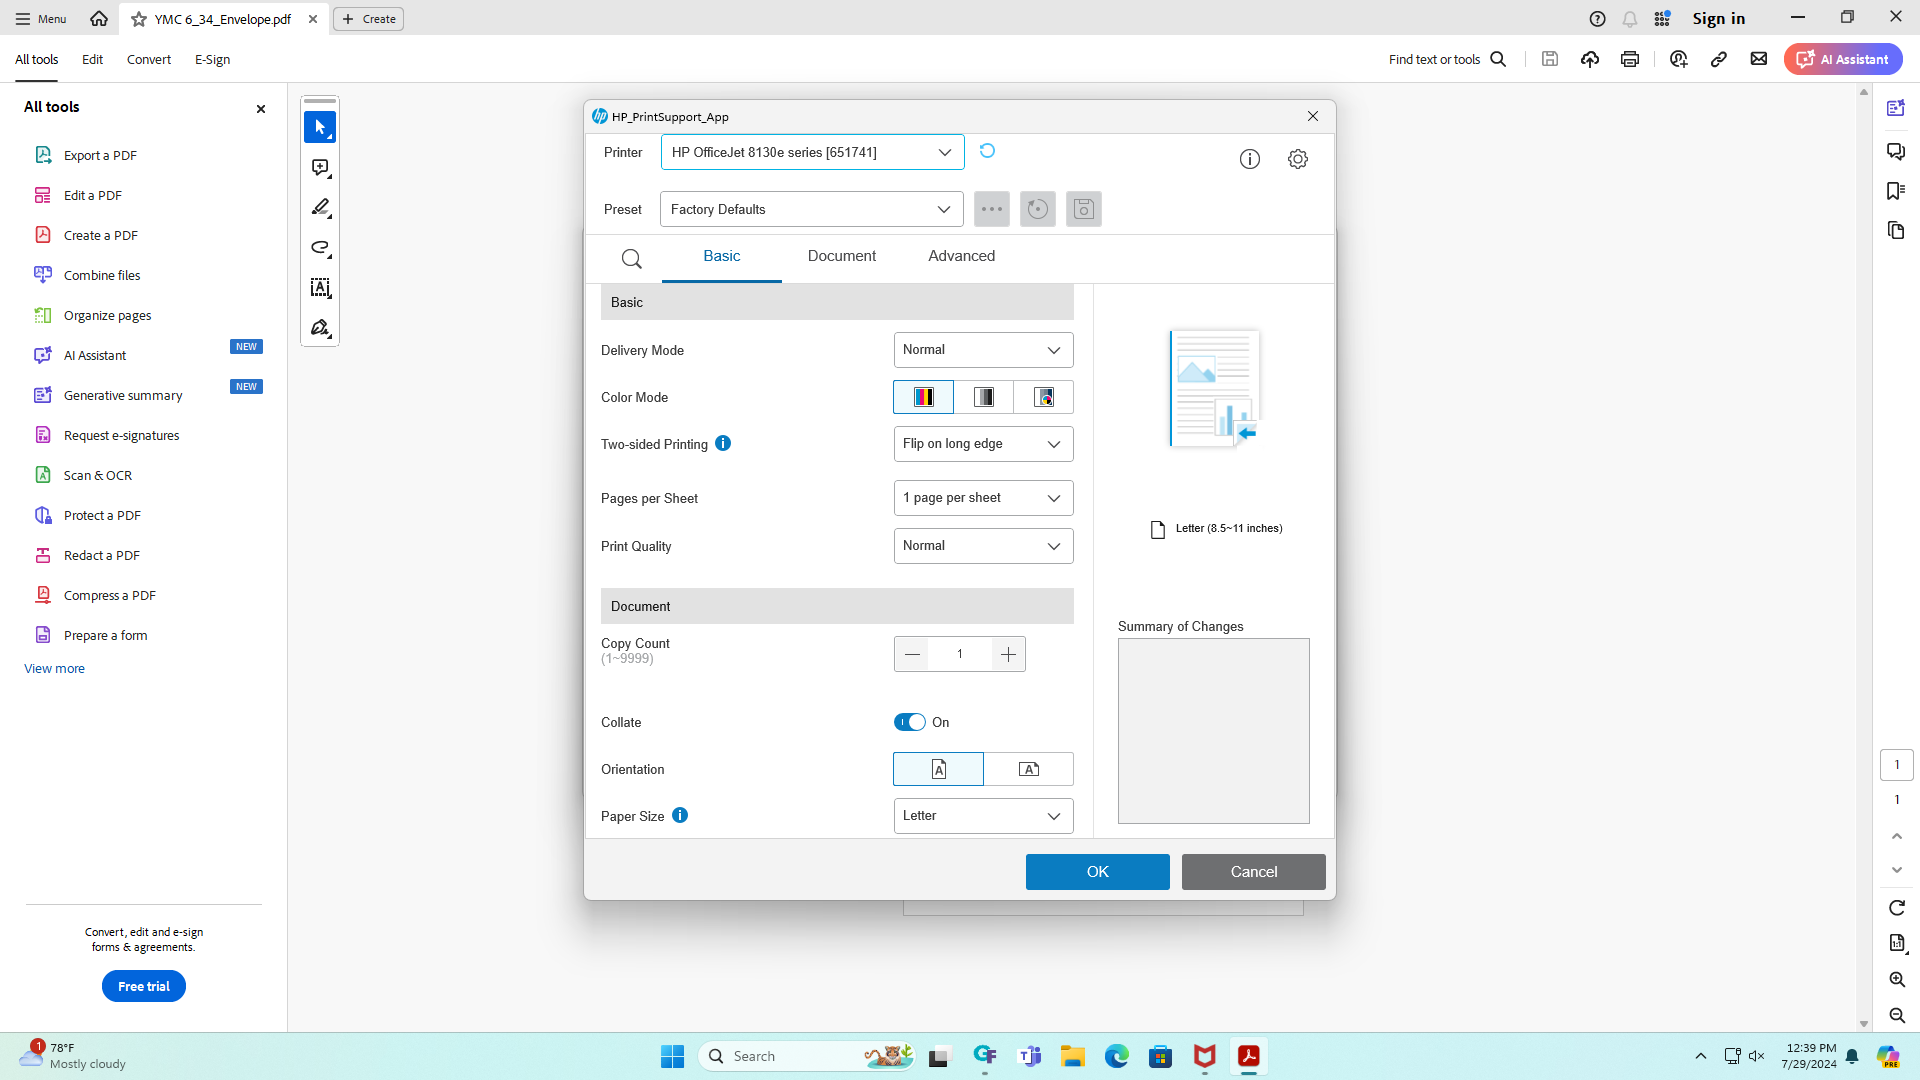 Menu
YMC 6_34_Envelope.pdf
Create
Sign in
All tools
Edit
Convert
E-Sign
Find text or tools
AI Assistant
All tools
Export a PDF
Edit a PDF
Create a PDF
Combine files
Organize pages
AI Assistant
NEW
Generative summary
NEW
Request e-signatures
Scan & OCR
Protect a PDF
Redact a PDF
Compress a PDF
Prepare a form
View more
Convert, edit and e-sign
forms & agreements.
Free trial
hp HP_PrintSupport_App
Printer
HP OfficeJet 8130e series [651741]
Preset
Factory Defaults
Basic
Document
Advanced
Basic
Delivery Mode
Normal
Color Mode
Two-sided Printing
Flip on long edge
Pages per Sheet
1 page per sheet
Print Quality
Normal
Document
Copy Count
(1~9999)
1
Collate
On
Orientation
A
A
Paper Size
Letter
Letter (8.5~11 inches)
Summary of Changes
OK
Cancel
1
1
1:1
1
78°F
Mostly cloudy
Search
12:39 PM
7/29/2024
PRE